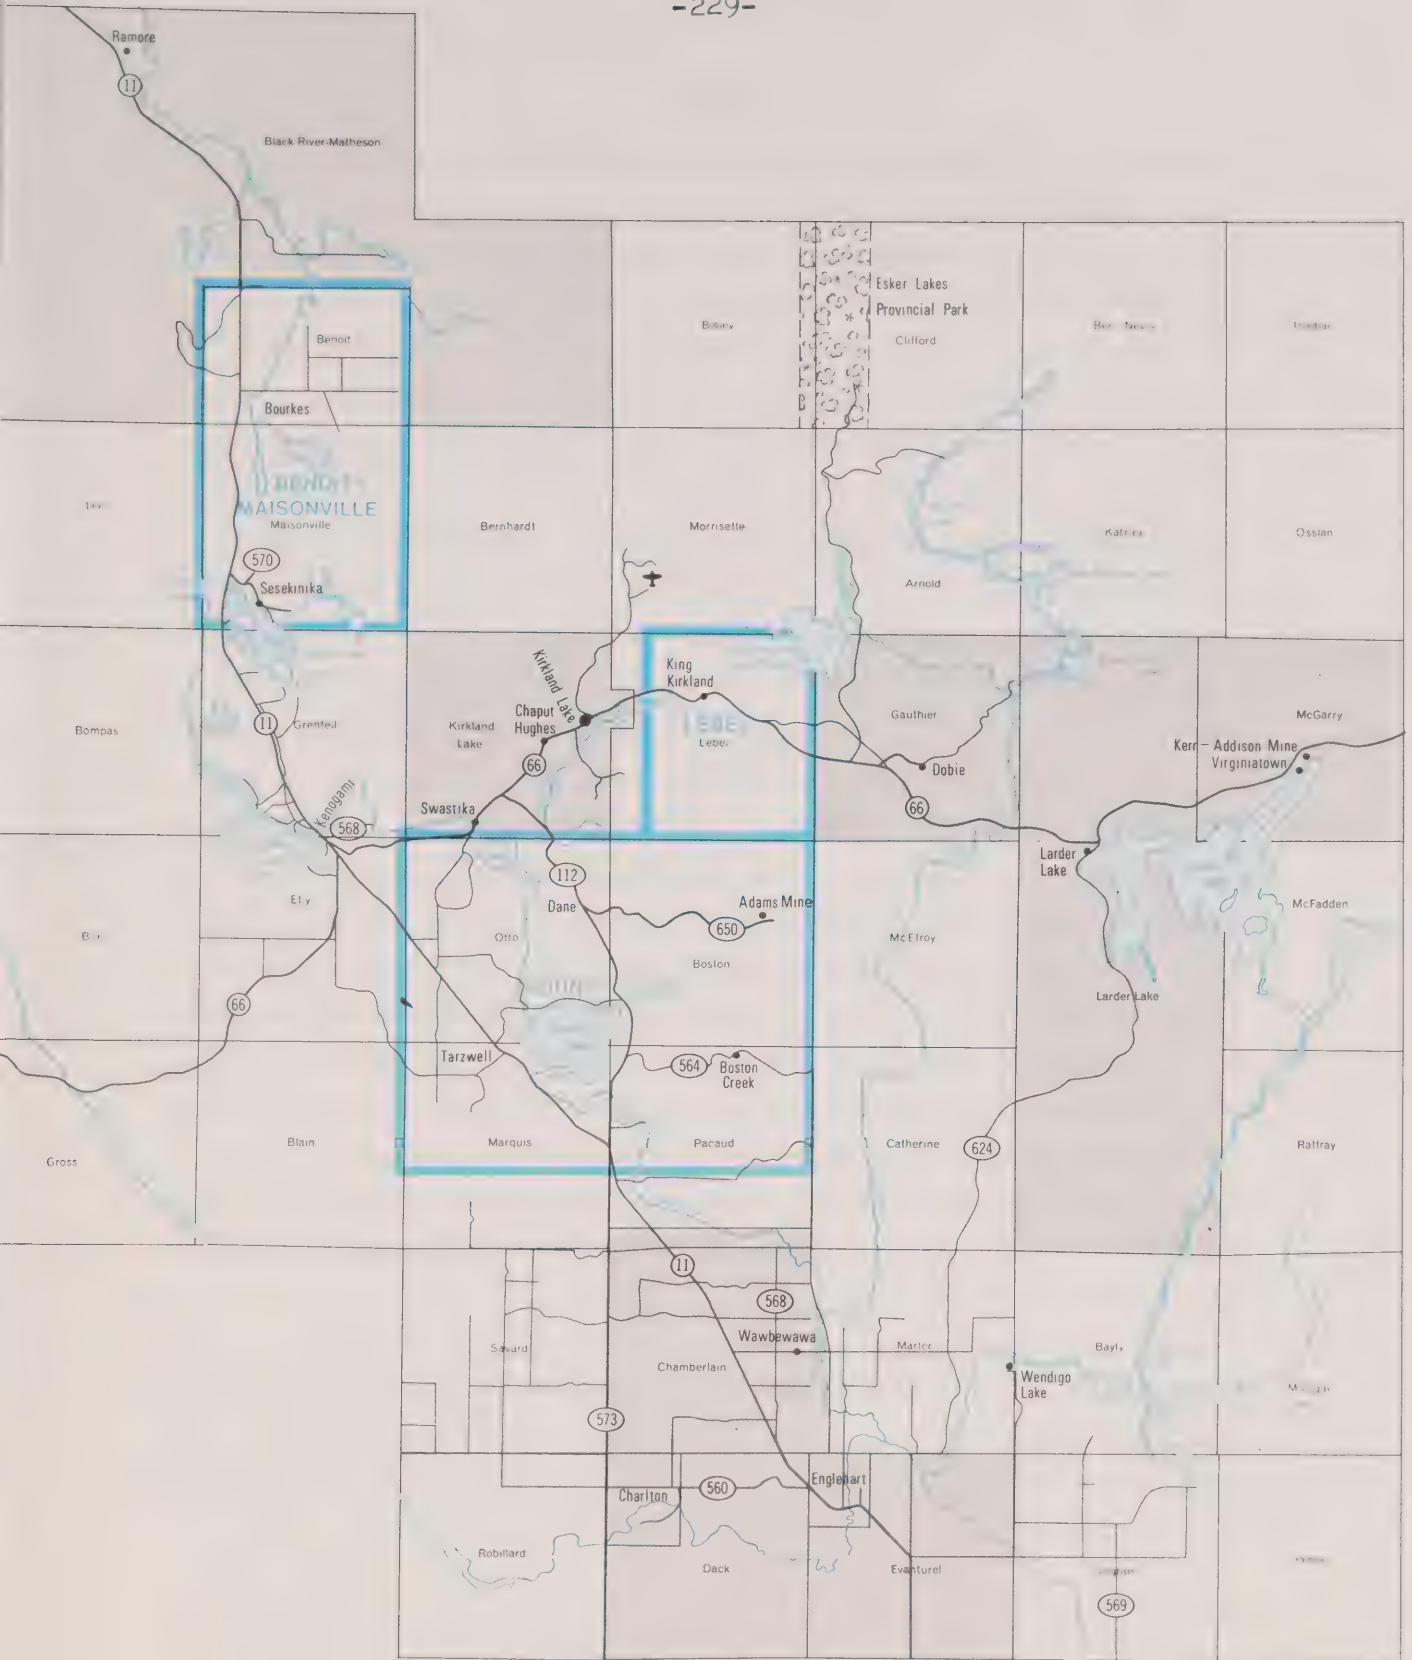 -229-
Ramore
11
Black River-Matheson
Esker Lakes
Provincial Park
Clifford
Benoit
Bourkes
MAISONVILLE
Maisonville
Bernhardt
Morrisette
Ossian
570
Sesekinika
Arnold
Kirkland Lake
King
Kirkland
Chaput
Hughes
Bompas
11
Grenfell
Kirkland
Lake
Lebel
Gauthier
McGarry
Kerr-Addison Mine
Virginiatown
66
Dobie
Kenogami
568
Swastika
66
Larder
Lake
112
Dane
Adams Mine
650
McFadden
Otto
McElroy
Boston
66
Larder Lake
Tarzwell
564
Boston
Creek
Gross
Blain
Marquis
Pacaud
Catherine
624
Rattray
11
568
Wawbewawa
Savard
Chamberlain
Marter
Bayly
Wendigo
Lake
573
Charlton
560
Englehart
Robillard
Dack
Evanturel
569